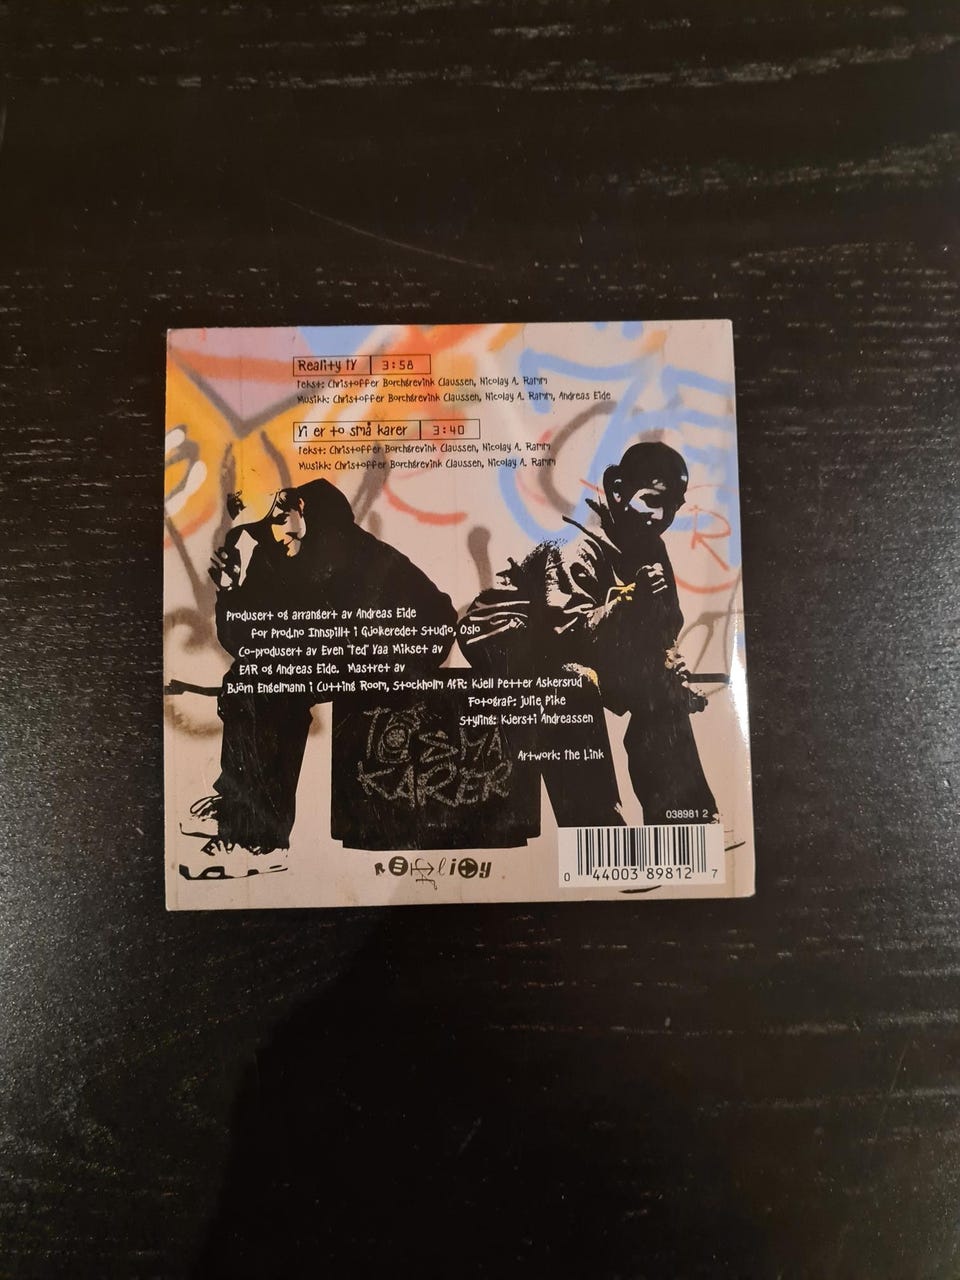 Reality TV 3:58
Tekst: Christoffer Borchgrevink Claussen, Nicolay A. Ramm
Musikk: Christoffer Borchgrevink Claussen, Nicolay A. Ramm, Andreas Eide
Vi er to små karer 3:40
Tekst: Christoffer Borchgrevink Claussen, Nicolay A. Ramm
Musikk: Christoffer Borchgrevink Claussen, Nicolay A. Ramm
Produsert og arrangert av Andreas Eide
for Prod.no Innspillt i Gjokeredet Studio, Oslo
Co-produsert av Even "Ted" Yaa Mikset av
EAR og Andreas Eide. Mastret av
Björn Engelmann i Cutting Room, Stockholm A&R: Kjell Petter Askersrud
Fotograf: Julie Pike
Styling: Kjersti Andreassen
Artwork: The Link
TO SMÅ
KARER
038981 2
REALiTy
0 44003 89812 7